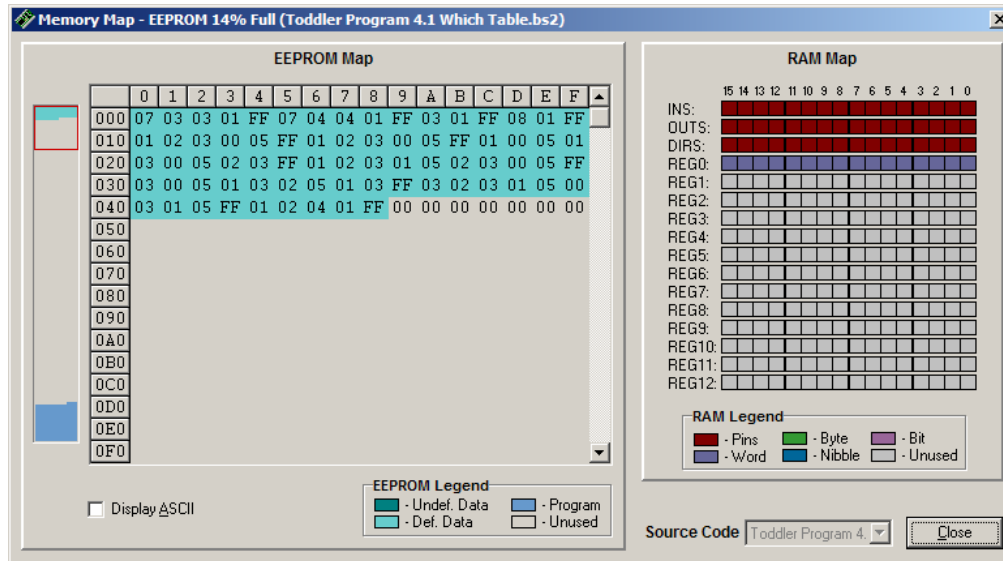 Memory Map - EEPROM 14% Full (Toddler Program 4.1 Which Table.bs2)
EEPROM Map
0 1 2 3 4 5 6 7 8 9 A B C D E F
000 07 03 03 01 FF 07 04 04 01 FF 03 01 FF 08 01 FF
010 01 02 03 00 05 FF 01 02 03 00 05 FF 01 00 05 01
020 03 00 05 02 03 FF 01 02 03 01 05 02 03 00 05 FF
030 03 00 05 01 03 02 05 01 03 FF 03 02 03 01 05 00
040 03 01 05 FF 01 02 04 01 FF 00 00 00 00 00 00 00
050
060
070
080
090
0A0
0B0
0C0
0D0
0E0
0F0
Display ASCII
EEPROM Legend
- Undef. Data - Program
- Def. Data - Unused
RAM Map
15 14 13 12 11 10 9 8 7 6 5 4 3 2 1 0
INS:
OUTS:
DIRS:
REG0:
REG1:
REG2:
REG3:
REG4:
REG5:
REG6:
REG7:
REG8:
REG9:
REG10:
REG11:
REG12:
RAM Legend
- Pins - Byte - Bit
- Word - Nibble - Unused
Source Code Toddler Program 4. Close